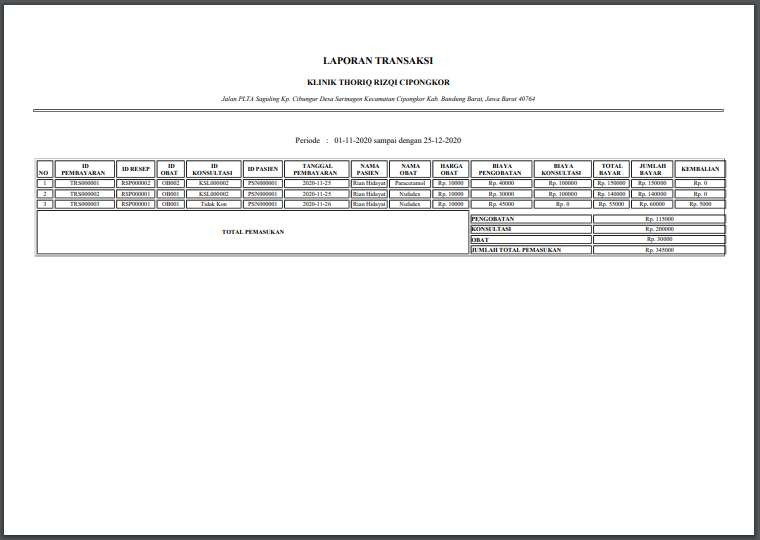 LAPORAN TRANSAKSI
KLINIK THORIQ RIZQI CIPONGKOR
Jalan PLTA Saguling Kp. Cibungur Desa Sarinagen Kecamatan Cipongkor Kab. Bandung Barat, Jawa Barat 40764
Periode : 01-11-2020 sampai dengan 25-12-2020
NO ID PEMBAYARAN ID RESEP ID OBAT ID KONSULTASI ID PASIEN TANGGAL PEMBAYARAN NAMA PASIEN NAMA OBAT HARGA OBAT BIAYA PENGOBATAN BIAYA KONSULTASI TOTAL BAYAR JUMLAH BAYAR KEMBALIAN
1 TRS000001 RSP000002 OB002 KSL000002 PSN000001 2020-11-25 Rian Hidayat Paracetamol Rp. 10000 Rp. 40000 Rp. 100000 Rp. 150000 Rp. 150000 Rp. 0
2 TRS000002 RSP000001 OB001 KSL000002 PSN000001 2020-11-25 Rian Hidayat Nufadex Rp. 10000 Rp. 30000 Rp. 100000 Rp. 140000 Rp. 140000 Rp. 0
3 TRS000003 RSP000001 OB001 Tidak Kon PSN000001 2020-11-26 Rian Hidayat Nufadex Rp. 10000 Rp. 45000 Rp. 0 Rp. 55000 Rp. 60000 Rp. 5000
TOTAL PEMASUKAN
PENGOBATAN Rp. 115000
KONSULTASI Rp. 200000
OBAT Rp. 30000
JUMLAH TOTAL PEMASUKAN Rp. 345000